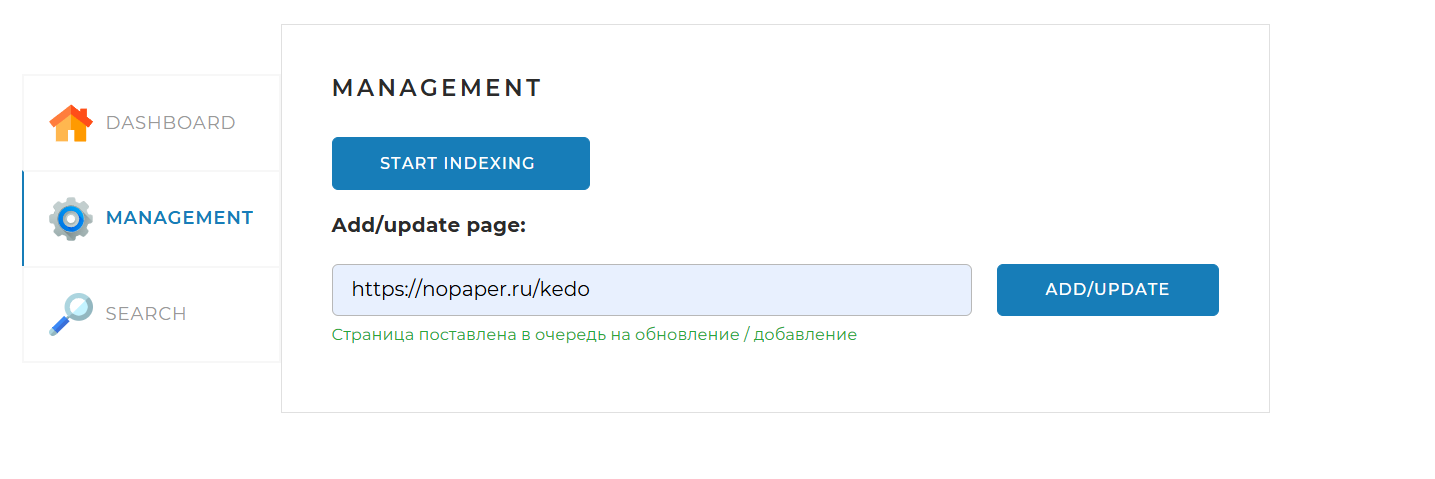 DASHBOARD
MANAGEMENT
SEARCH
MANAGEMENT
START INDEXING
Add/update page:
https://nopaper.ru/kedo
ADD/UPDATE
Страница поставлена в очередь на обновление / добавление